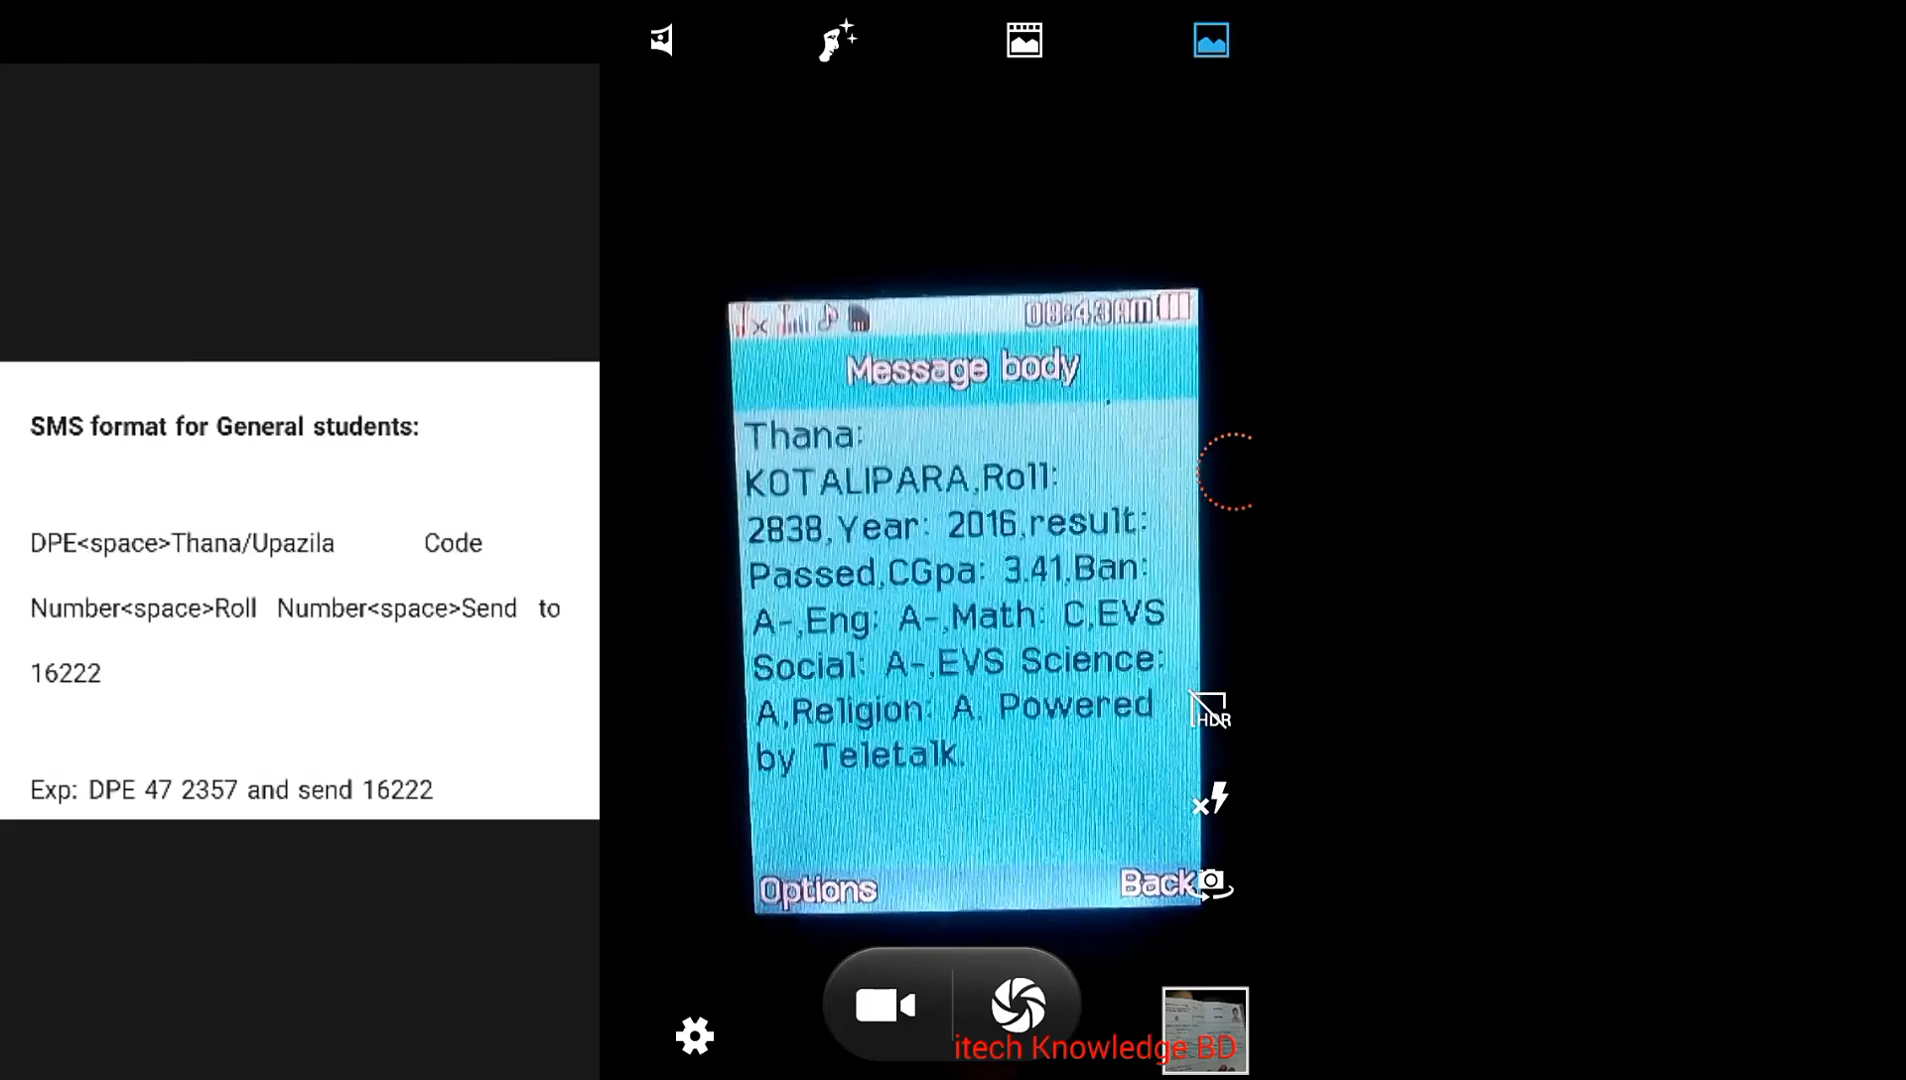 SMS format for General students:
DPE<space>Thana/Upazila Code
Number<space>Roll Number<space>Send to
16222
Exp: DPE 47 2357 and send 16222
08:43AM
Message body
Thana:
KOTALIPARA,Roll:
2838,Year: 2016,result:
Passed,CGpa: 3.41,Ban:
A-,Eng: A-,Math: C,EVS
Social: A-,EVS Science:
A,Religion: A. Powered
by Teletalk.
HDR
Options
Back
itech Knowledge BD